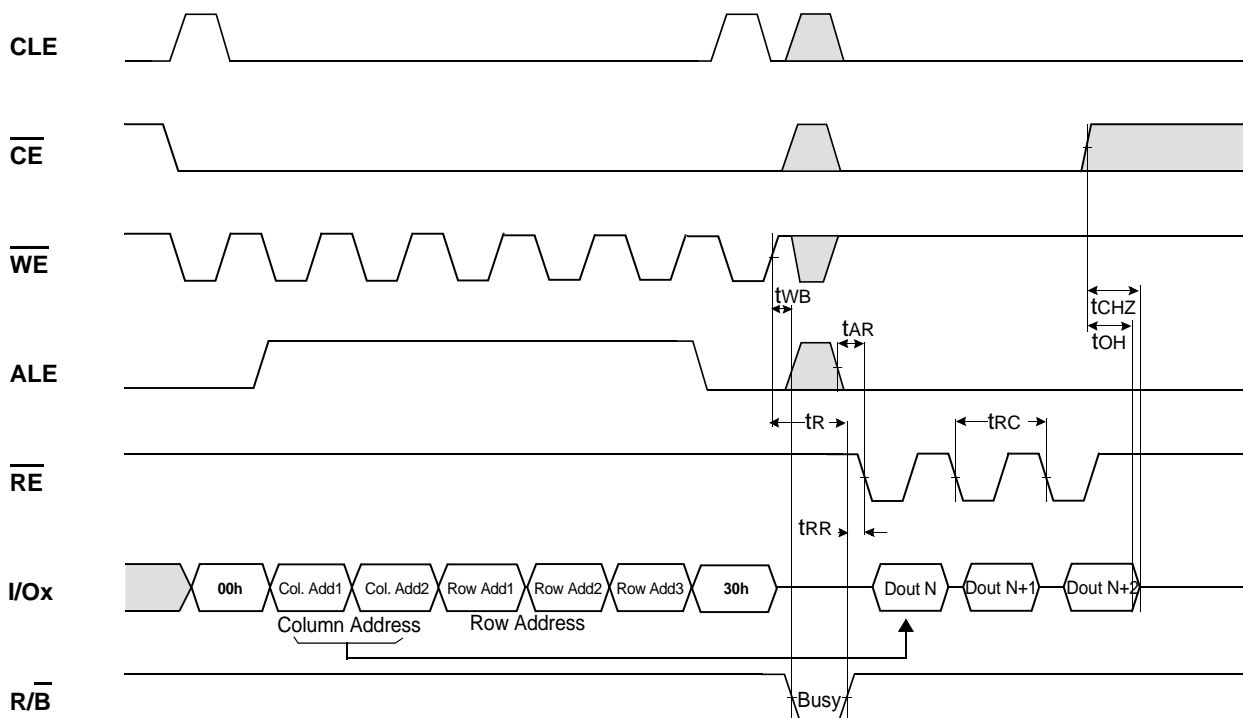 CLE
CE
WE
tWB
tCHZ
tAR
tOH
ALE
tR
tRC
RE
tRR
I/Ox
00h
Col. Add1
Col. Add2
Row Add1
Row Add2
Row Add3
30h
Dout N
Dout N+1
Dout N+2
Column Address
Row Address
R/B
Busy